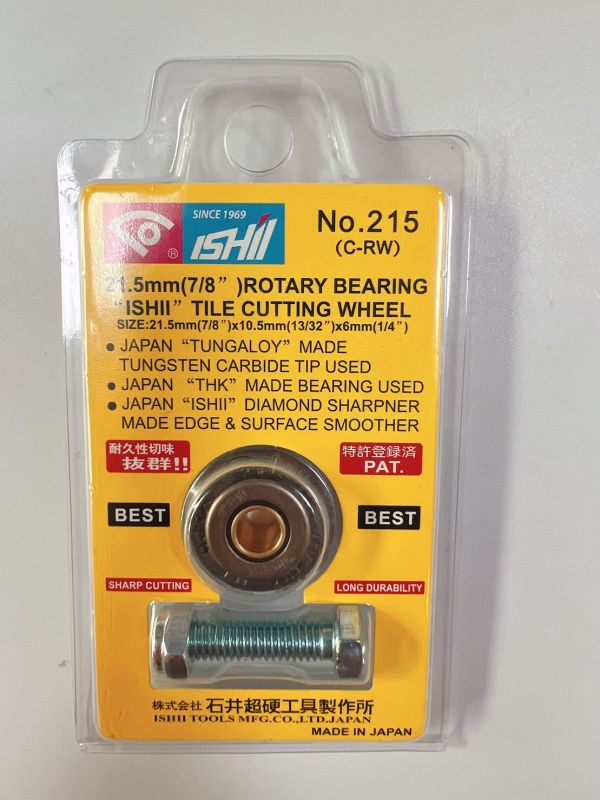 SINCE 1969
ISHII
®
No.215
(C-RW)
21.5mm(7/8” )ROTARY BEARING
“ISHII” TILE CUTTING WHEEL
SIZE:21.5mm(7/8”)x10.5mm(13/32”)x6mm(1/4”)
● JAPAN “TUNGALOY” MADE
TUNGSTEN CARBIDE TIP USED
● JAPAN “THK” MADE BEARING USED
● JAPAN “ISHII” DIAMOND SHARPNER
MADE EDGE & SURFACE SMOOTHER
耐久性切味
抜群!!
特許登録済
PAT.
BEST
BEST
SHARP CUTTING
LONG DURABILITY
株式会社 石井超硬工具製作所
ISHII TOOLS MFG.CO.,LTD.JAPAN
MADE IN JAPAN